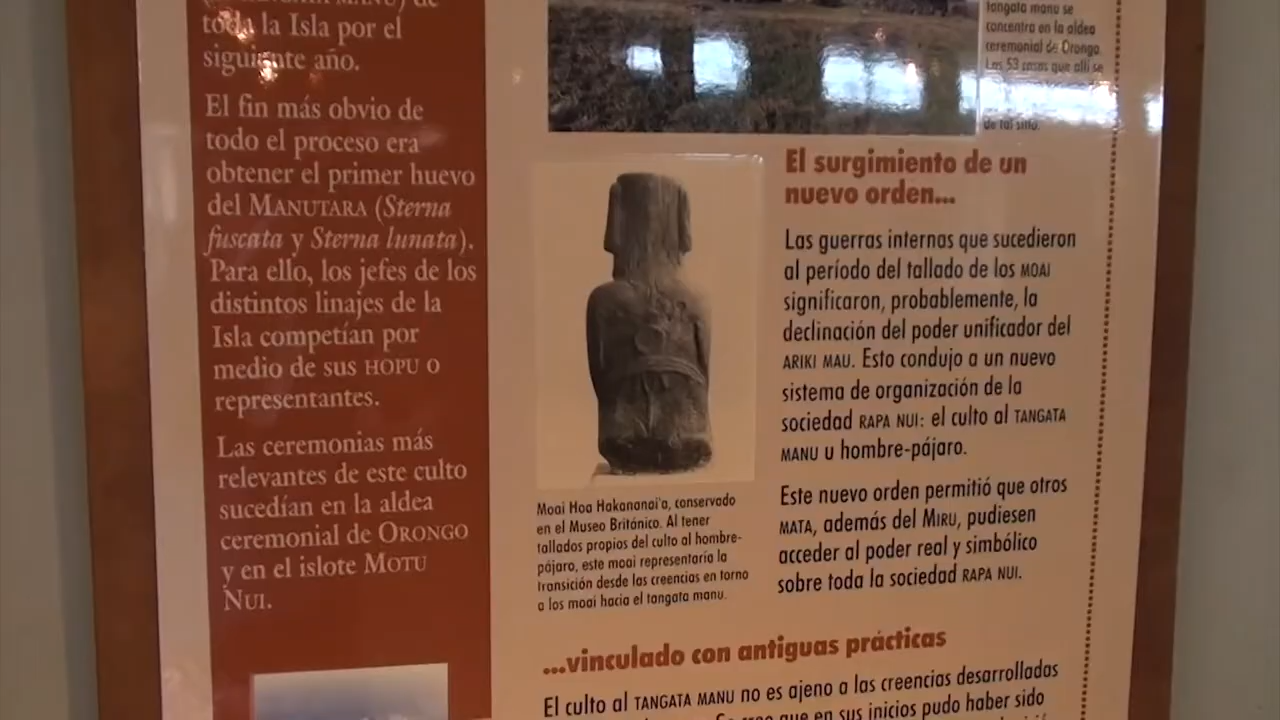 (TANGATA MANU) de
toda la Isla por el
siguiente año.
El fin más obvio de
todo el proceso era
obtener el primer huevo
del MANUTARA (Sterna
fuscata y Sterna lunata).
Para ello, los jefes de los
distintos linajes de la
Isla competían por
medio de sus HOPU O
representantes.
Las ceremonias más
relevantes de este culto
sucedían en la aldea
ceremonial de ORONGO
y en el islote MOTU
NUI.
tangata manu se
concentra en la aldea
ceremonial de Orongo.
Las 53 casas que allí se
de tal sitio.
El surgimiento de un
nuevo orden...
Las guerras internas que sucedieron
al período del tallado de los MOAI
significaron, probablemente, la
declinación del poder unificador del
ARIKI MAU. Esto condujo a un nuevo
sistema de organización de la
sociedad RAPA NUI: el culto al TANGATA
MANU u hombre-pájaro.
Este nuevo orden permitió que otros
MATA, además del MIRU, pudiesen
acceder al poder real y simbólico
sobre toda la sociedad RAPA NUI.
Moai Hoa Hakananai'a, conservado
en el Museo Británico. Al tener
tallados propios del culto al hombre-
pájaro, este moai representaría la
transición desde las creencias en torno
a los moai hacia el tangata manu.
...vinculado con antiguas prácticas
El culto al TANGATA MANU no es ajeno a las creencias desarrolladas
que en sus inicios pudo haber sido